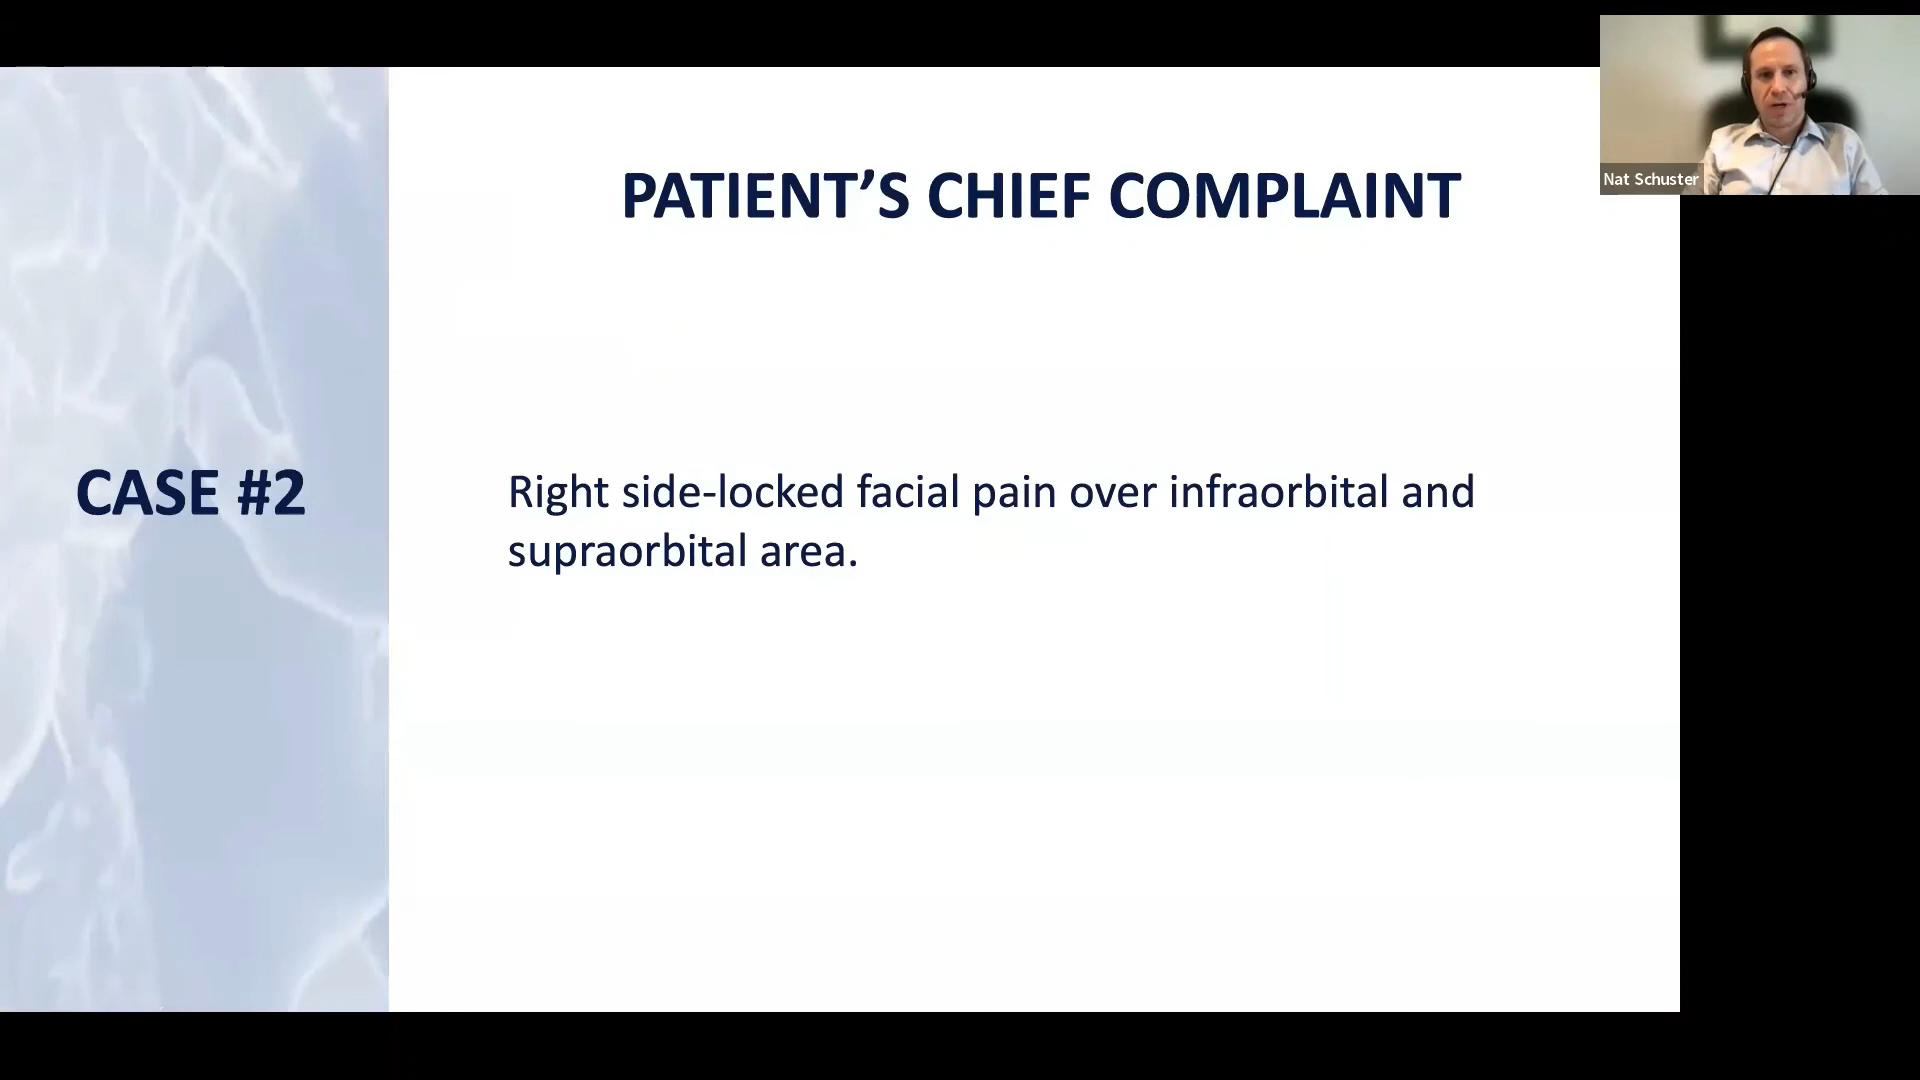 Nat Schuster
PATIENT’S CHIEF COMPLAINT
CASE #2
Right side-locked facial pain over infraorbital and
supraorbital area.